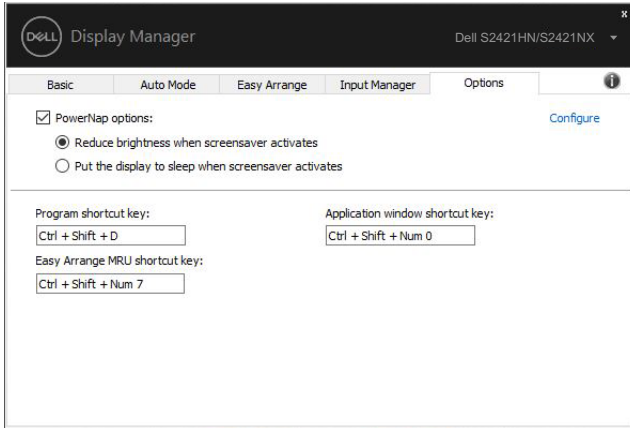 x
DELL Display Manager
Dell S2421HN/S2421NX
Basic Auto Mode Easy Arrange Input Manager Options
PowerNap options: Configure
Reduce brightness when screensaver activates
Put the display to sleep when screensaver activates
Program shortcut key: Application window shortcut key:
Ctrl + Shift + D Ctrl + Shift + Num 0
Easy Arrange MRU shortcut key:
Ctrl + Shift + Num 7